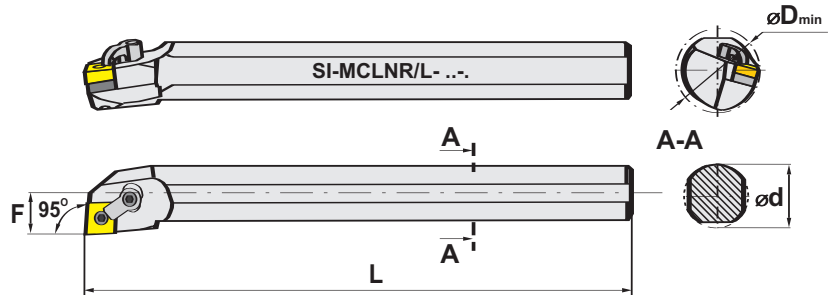 øDmin
SI-MCLNR/L- ..-.
A-A
A
F
95°
ød
A
L